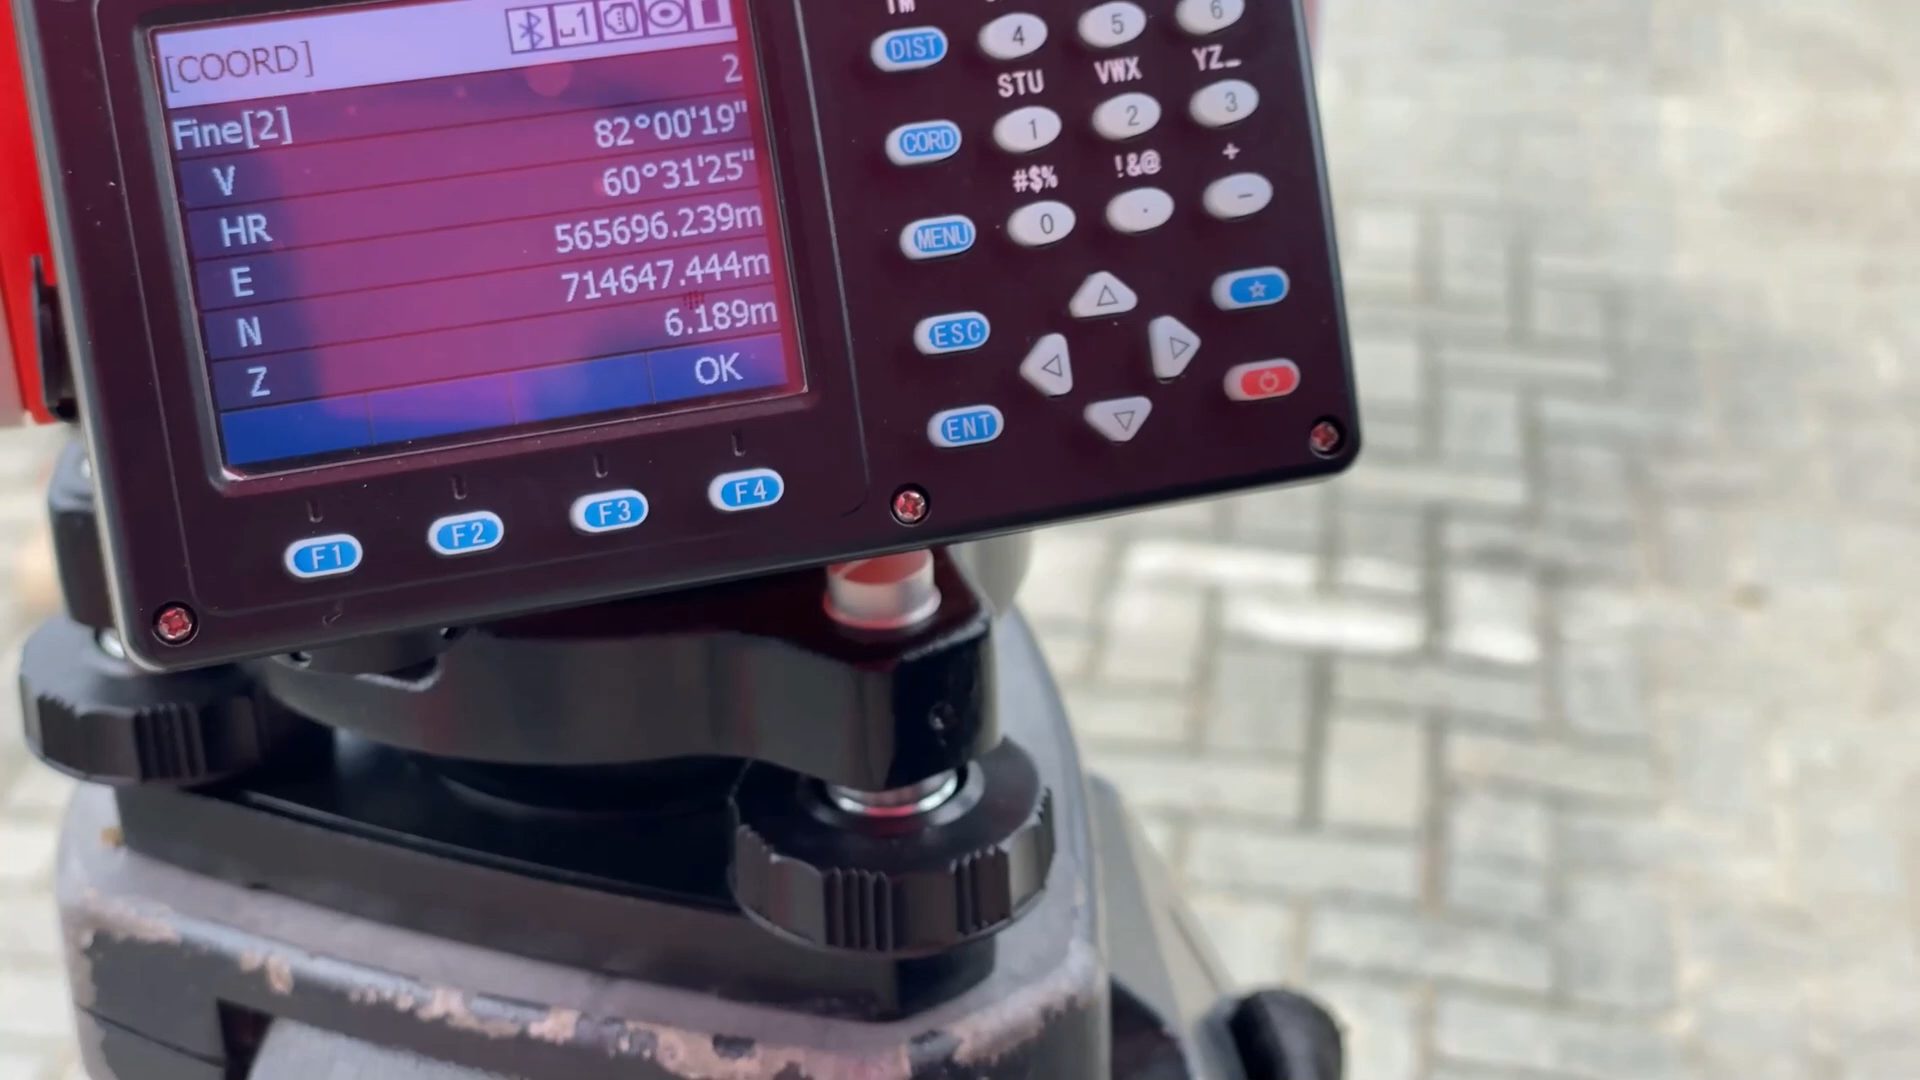 [COORD]
1
Fine[2] 2
V 82°00'19"
HR 60°31'25"
E 565696.239m
N 714647.444m
Z 6.189m
OK
F1 F2 F3 F4
DIST 4 5 6
STU VWX YZ_
CORD 1 2 3
#$% !&@ +
MENU 0 . -
ESC
ENT